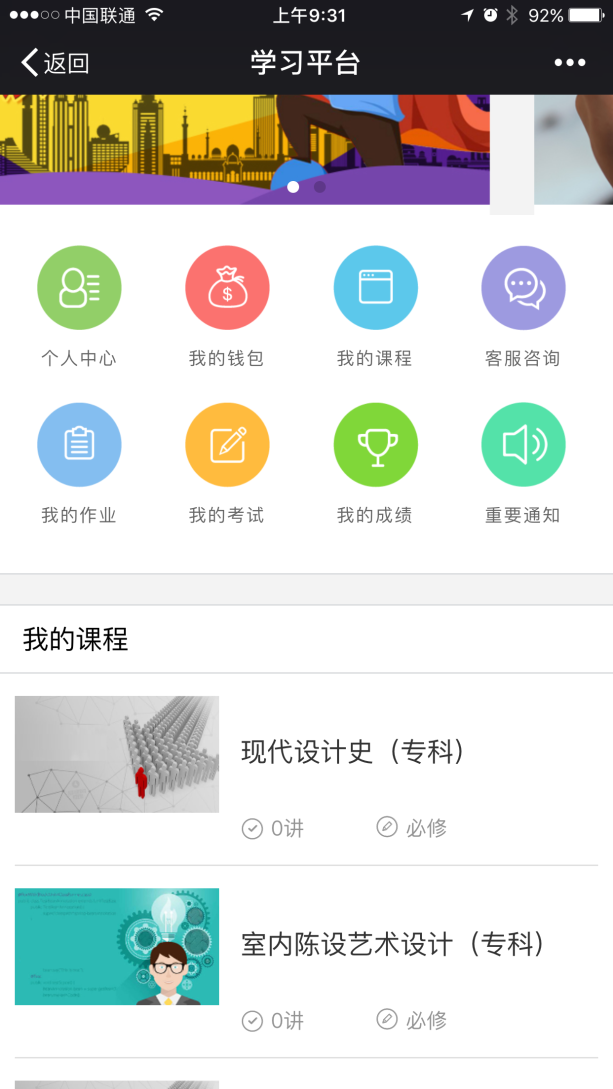 中国联通 上午9:31 92%
返回 学习平台
个人中心 我的钱包 我的课程 客服咨询
$
我的作业 我的考试 我的成绩 重要通知
我的课程
现代设计史（专科）
0讲 必修
室内陈设艺术设计（专科）
0讲 必修